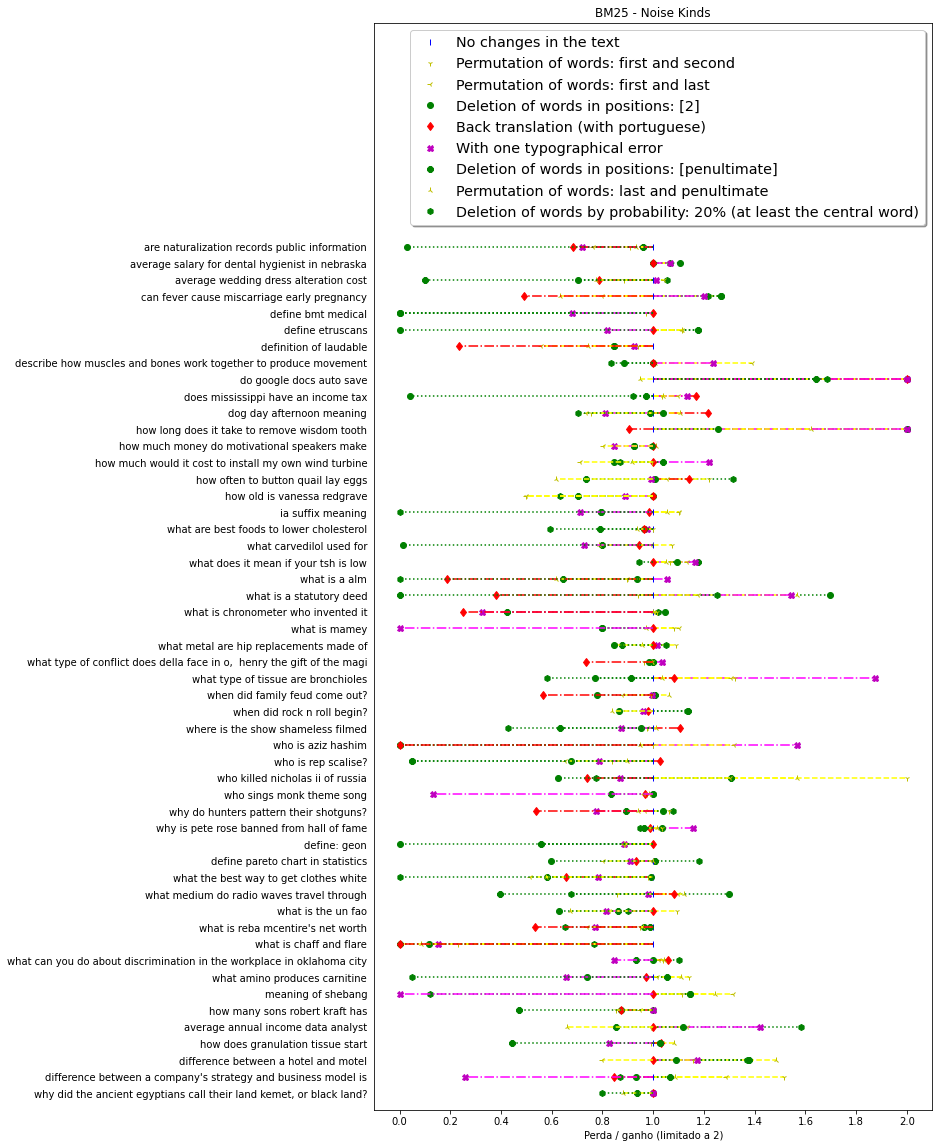 BM25 - Noise Kinds
No changes in the text
Permutation of words: first and second
Permutation of words: first and last
Deletion of words in positions: [2]
Back translation (with portuguese)
With one typographical error
Deletion of words in positions: [penultimate]
Permutation of words: last and penultimate
Deletion of words by probability: 20% (at least the central word)
are naturalization records public information
average salary for dental hygienist in nebraska
average wedding dress alteration cost
can fever cause miscarriage early pregnancy
define bmt medical
define etruscans
definition of laudable
describe how muscles and bones work together to produce movement
do google docs auto save
does mississippi have an income tax
dog day afternoon meaning
how long does it take to remove wisdom tooth
how much money do motivational speakers make
how much would it cost to install my own wind turbine
how often to button quail lay eggs
how old is vanessa redgrave
ia suffix meaning
what are best foods to lower cholesterol
what carvedilol used for
what does it mean if your tsh is low
what is a alm
what is a statutory deed
what is chronometer who invented it
what is mamey
what metal are hip replacements made of
what type of conflict does della face in o,  henry the gift of the magi
what type of tissue are bronchioles
when did family feud come out?
when did rock n roll begin?
where is the show shameless filmed
who is aziz hashim
who is rep scalise?
who killed nicholas ii of russia
who sings monk theme song
why do hunters pattern their shotguns?
why is pete rose banned from hall of fame
define: geon
define pareto chart in statistics
what the best way to get clothes white
what medium do radio waves travel through
what is the un fao
what is reba mcentire's net worth
what is chaff and flare
what can you do about discrimination in the workplace in oklahoma city
what amino produces carnitine
meaning of shebang
how many sons robert kraft has
average annual income data analyst
how does granulation tissue start
difference between a hotel and motel
difference between a company's strategy and business model is
why did the ancient egyptians call their land kemet, or black land?
0.0 0.2 0.4 0.6 0.8 1.0 1.2 1.4 1.6 1.8 2.0
Perda / ganho (limitado a 2)